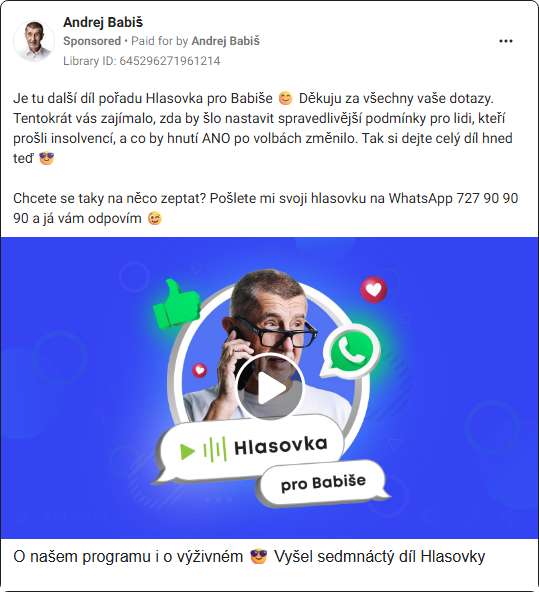 Andrej Babiš
Sponsored • Paid for by Andrej Babiš
Library ID: 645296271961214
Je tu další díl pořadu Hlasovka pro Babiše 😊 Děkuju za všechny vaše dotazy.
Tentokrát vás zajímalo, zda by šlo nastavit spravedlivější podmínky pro lidi, kteří
prošli insolvencí, a co by hnutí ANO po volbách změnilo. Tak si dejte celý díl hned
teď 😎
Chcete se taky na něco zeptat? Pošlete mi svoji hlasovku na WhatsApp 727 90 90
90 a já vám odpovím 😉
Hlasovka
pro Babiše
O našem programu i o výživném 😎 Vyšel sedmnáctý díl Hlasovky